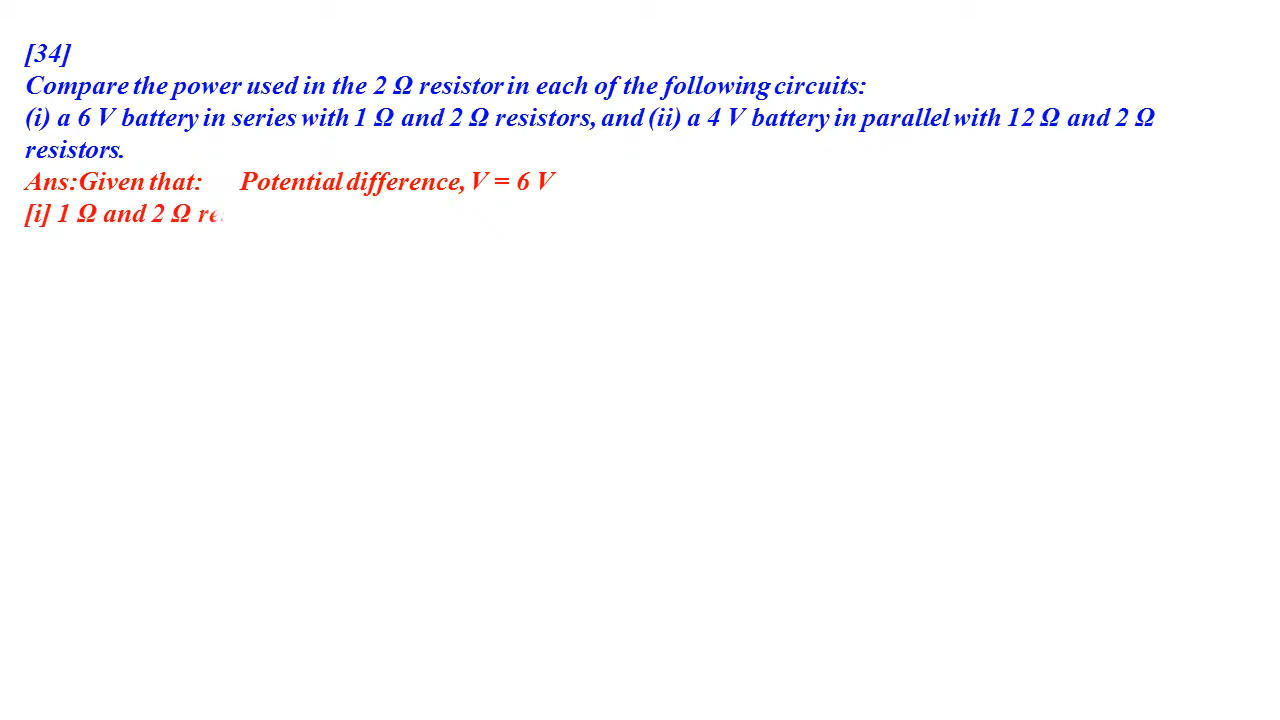 [34]
Compare the power used in the 2 Ω resistor in each of the following circuits:
(i) a 6 V battery in series with 1 Ω and 2 Ω resistors, and (ii) a 4 V battery in parallel with 12 Ω and 2 Ω
resistors.
Ans:Given that: Potential difference, V = 6 V
[i] 1 Ω and 2 Ω